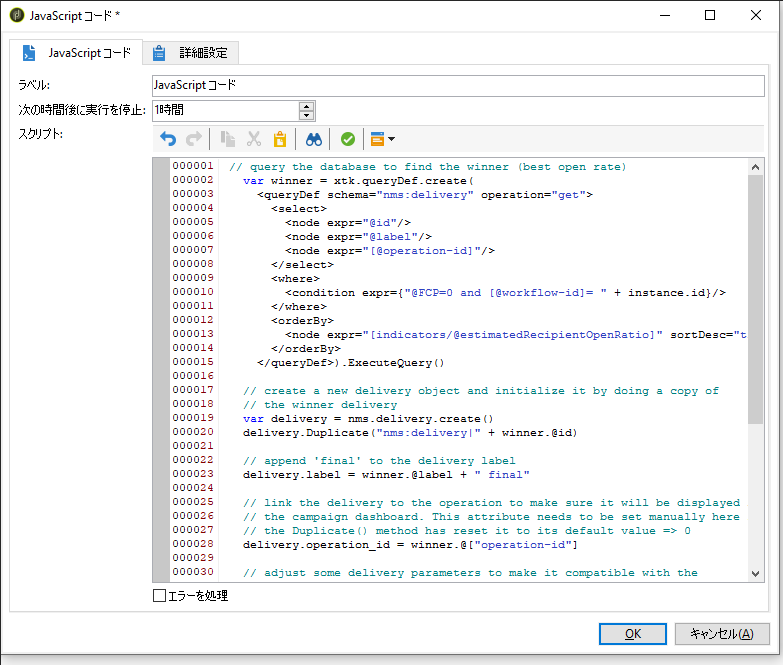 JavaScript コード *
JavaScript コード
詳細設定
ラベル:
JavaScript コード
次の時間後に実行を停止:
1時間
スクリプト:
000001 // query the database to find the winner (best open rate)
000002 var winner = xtk.queryDef.create(
000003 <queryDef schema="nms:delivery" operation="get">
000004 <select>
000005 <node expr="@id"/>
000006 <node expr="@label"/>
000007 <node expr="[@operation-id]"/>
000008 </select>
000009 <where>
000010 <condition expr={"@FCP=0 and [@workflow-id]= " + instance.id}/>
000011 </where>
000012 <orderBy>
000013 <node expr="[indicators/@estimatedRecipientOpenRatio]" sortDesc="t
000014 </orderBy>
000015 </queryDef>).ExecuteQuery()
000016
000017 // create a new delivery object and initialize it by doing a copy of
000018 // the winner delivery
000019 var delivery = nms.delivery.create()
000020 delivery.Duplicate("nms:delivery|" + winner.@id)
000021
000022 // append 'final' to the delivery label
000023 delivery.label = winner.@label + " final"
000024
000025 // link the delivery to the operation to make sure it will be displayed
000026 // the campaign dashboard. This attribute needs to be set manually here
000027 // the Duplicate() method has reset it to its default value => 0
000028 delivery.operation_id = winner.@["operation-id"]
000029
000030 // adjust some delivery parameters to make it compatible with the
エラーを処理
OK
キャンセル(A)